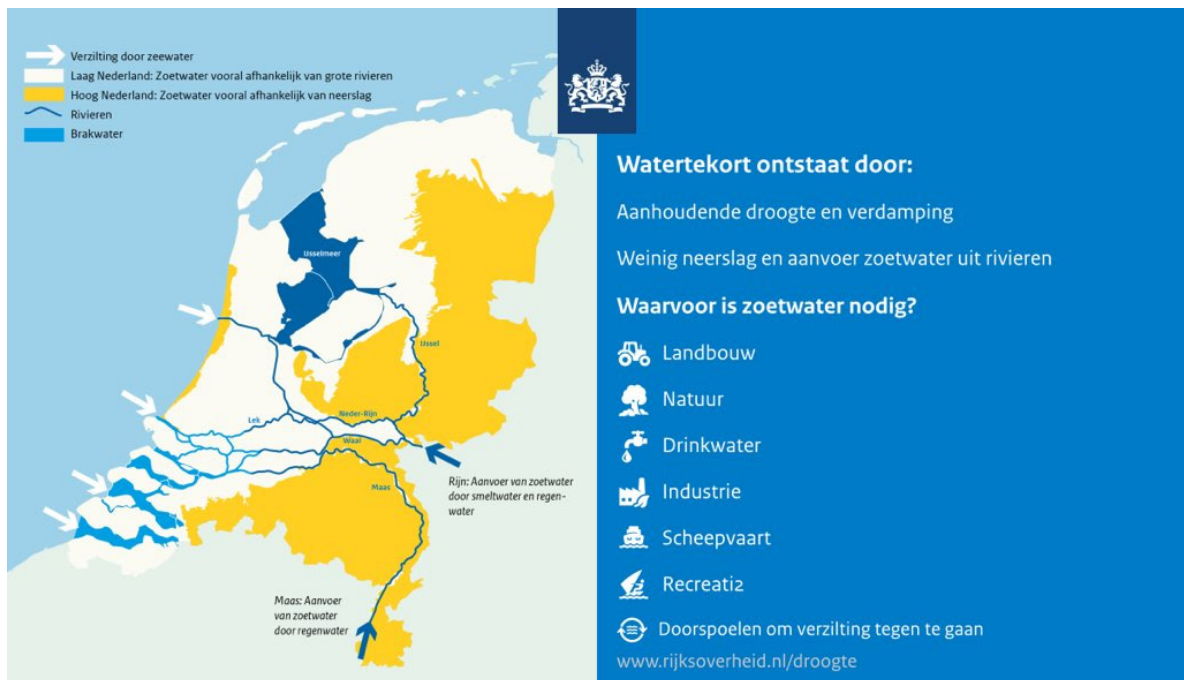 Verzilting door zeewater
Laag Nederland: Zoetwater vooral afhankelijk van grote rivieren
Hoog Nederland: Zoetwater vooral afhankelijk van neerslag
Rivieren
Brakwater
IJsselmeer
IJssel
Neder-Rijn
Lek
Waal
Maas
Rijn: Aanvoer van zoetwater
door smeltwater en regen-
water
Maas: Aanvoer
van zoetwater
door regenwater
Watertekort ontstaat door:
Aanhoudende droogte en verdamping
Weinig neerslag en aanvoer zoetwater uit rivieren
Waarvoor is zoetwater nodig?
Landbouw
Natuur
Drinkwater
Industrie
Scheepvaart
Recreati2
Doorspoelen om verzilting tegen te gaan
www.rijksoverheid.nl/droogte